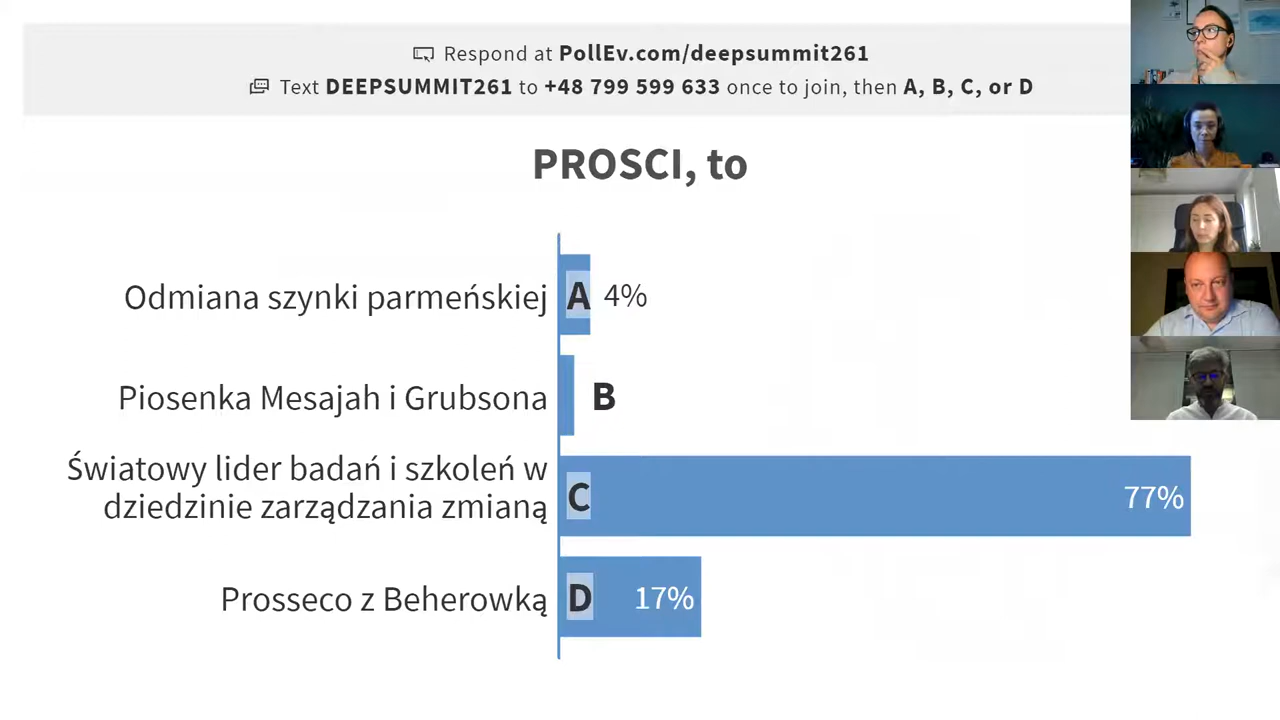 Respond at PollEv.com/deepsummit261
Text DEEPSUMMIT261 to +48 799 599 633 once to join, then A, B, C, or D
PROSCI, to
Odmiana szynki parmeńskiej A 4%
Piosenka Mesajah i Grubsona B
Światowy lider badań i szkoleń w
dziedzinie zarządzania zmianą C 77%
Prosseco z Beherowką D 17%